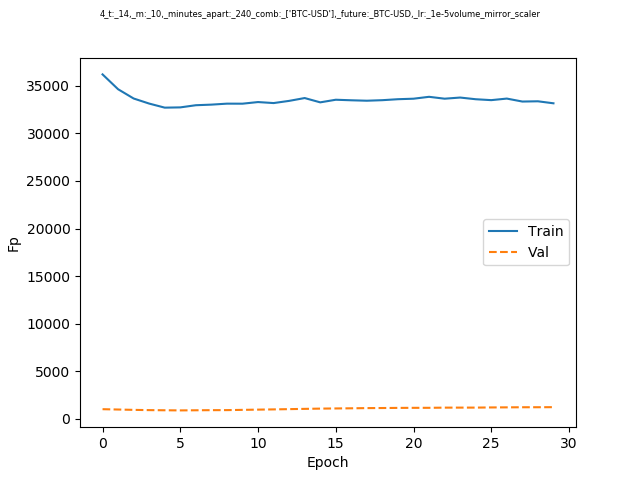 4_t:_14,_m:_10,_minutes_apart:_240_comb:_['BTC-USD'],_future:_BTC-USD,_lr:_1e-5volume_mirror_scaler
35000
30000
25000
20000
15000
10000
5000
0
Fp
Train
Val
0 5 10 15 20 25 30
Epoch